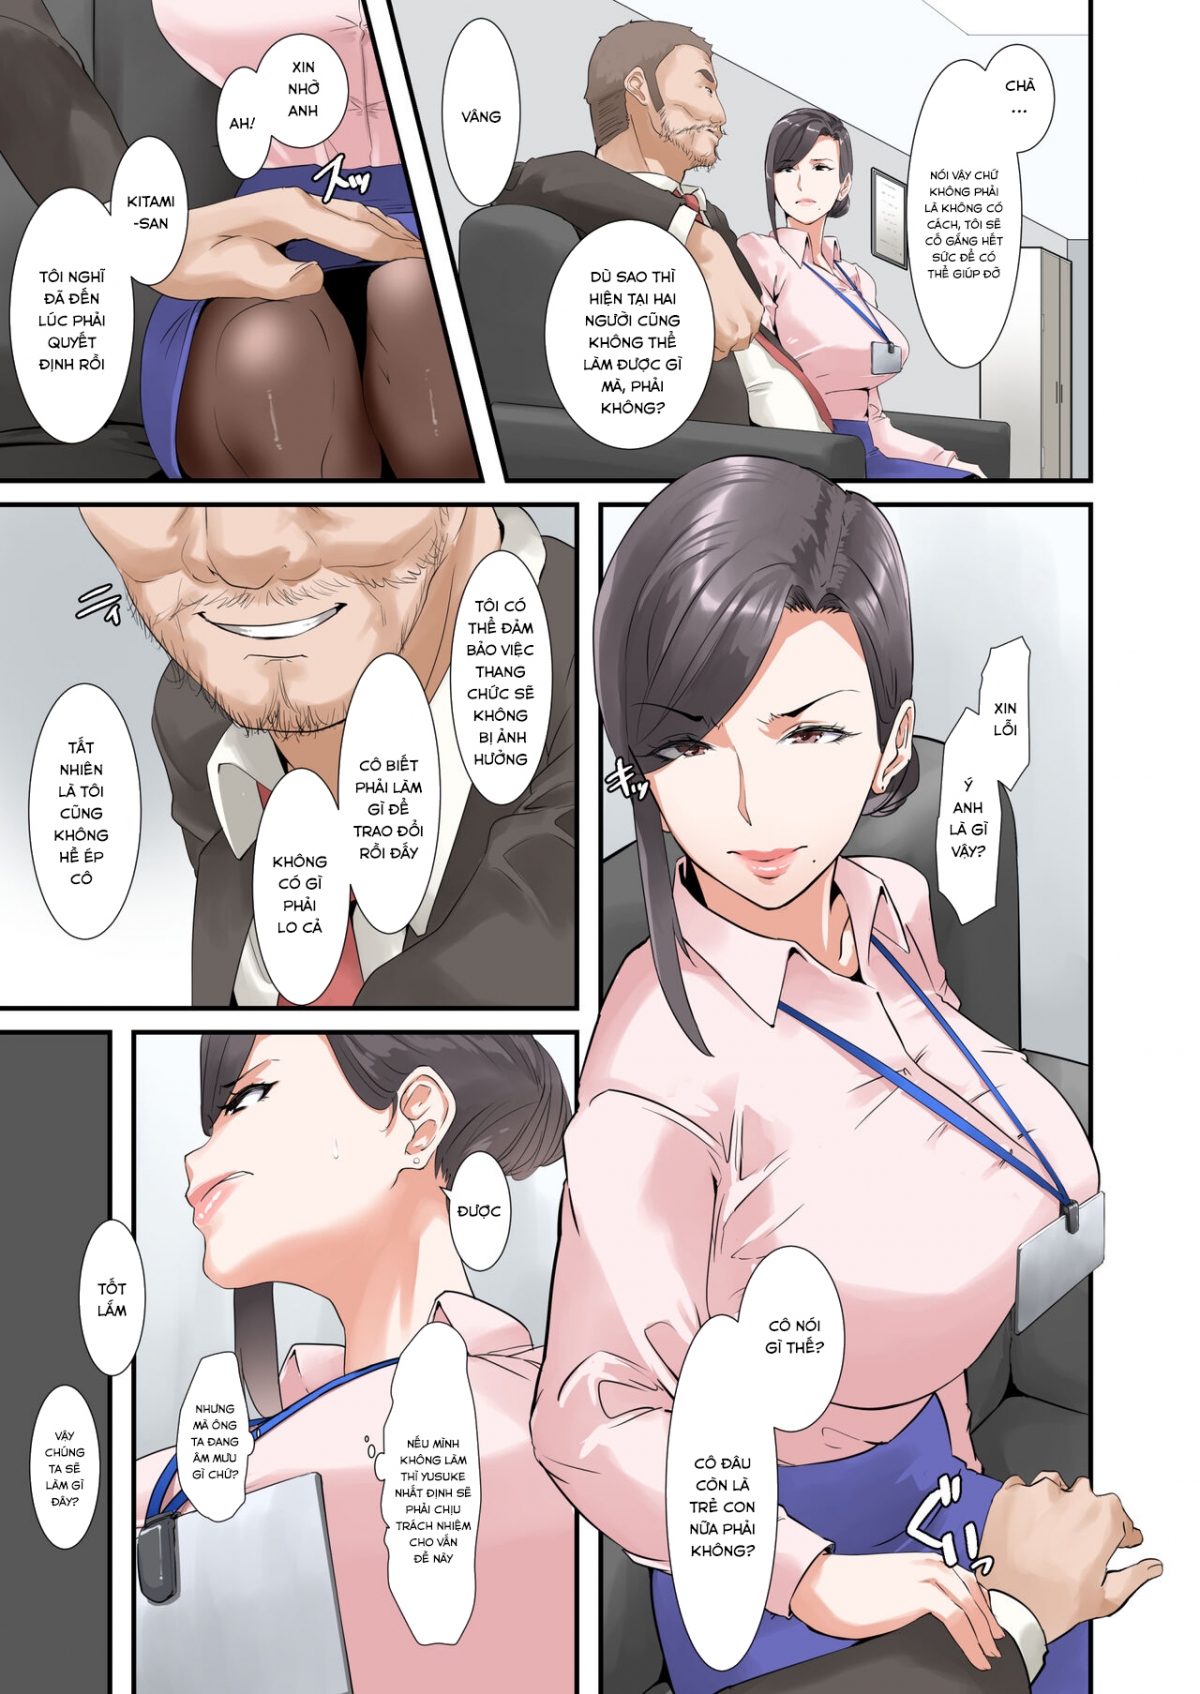 CHÀ
...
NÓI VẬY CHỨ
KHÔNG PHẢI
LÀ KHÔNG CÓ
CÁCH, TÔI SẼ
CỐ GẮNG HẾT
SỨC ĐỂ CÓ
THỂ GIÚP ĐỠ
VÂNG
DÙ SAO THÌ
HIỆN TẠI HAI
NGƯỜI CŨNG
KHÔNG THỂ
LÀM ĐƯỢC GÌ
MÀ, PHẢI
KHÔNG?
XIN
NHỜ
ANH
AH!
スッ
KITAMI
-SAN
TÔI NGHĨ
ĐÃ ĐẾN
LÚC PHẢI
QUYẾT
ĐỊNH RỒI
XIN
LỖI
Ý
ANH
LÀ GÌ
VẬY?
キッ
CÔ NÓI
GÌ THẾ?
CÔ ĐÂU
CÒN LÀ
TRẺ CON
NỮA PHẢI
KHÔNG?
TÔI CÓ
THỂ ĐẢM
BẢO VIỆC
THANG
CHỨC SẼ
KHÔNG
BỊ ẢNH
HƯỞNG
CÔ BIẾT
PHẢI LÀM
GÌ ĐỂ
TRAO ĐỔI
RỒI ĐẤY
KHÔNG
CÓ GÌ
PHẢI
LO CẢ
TẤT
NHIÊN
LÀ TÔI
CŨNG
KHÔNG
HỀ ÉP
CÔ
ĐƯỢC
NẾU MÌNH
KHÔNG LÀM
THÌ YUSUKE
NHẤT ĐỊNH SẼ
PHẢI CHỊU
TRÁCH NHIỆM
CHO VẤN
ĐỀ NÀY
NHƯNG
MÀ ÔNG
TA ĐANG
ÂM MƯU
GÌ CHỨ?
TỐT
LẮM
VẬY
CHÚNG
TA SẼ
LÀM GÌ
ĐÂY?